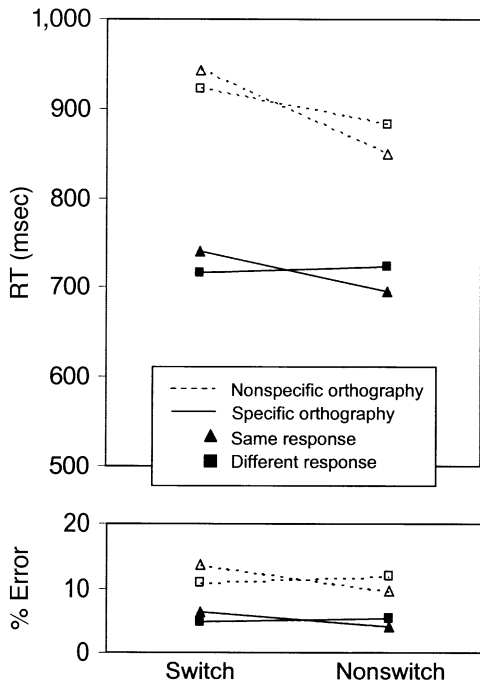 1,000
900
800
700
600
500
RT (msec)
Nonspecific orthography
Specific orthography
Same response
Different response
20
10
0
% Error
Switch Nonswitch